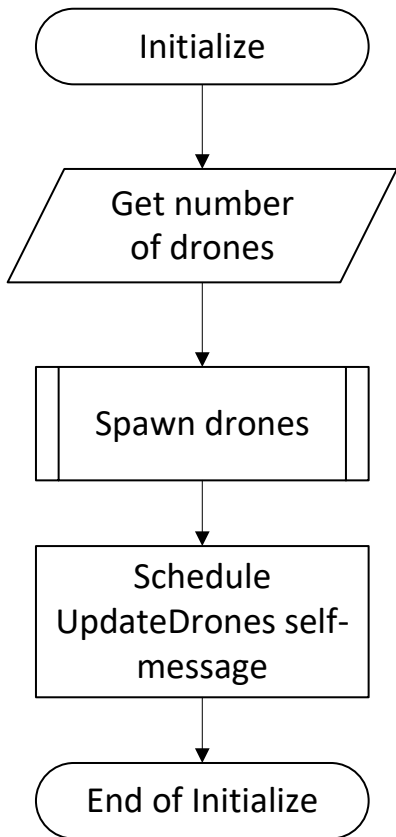 Initialize
Get number
of drones
Spawn drones
Schedule
UpdateDrones self-
message
End of Initialize